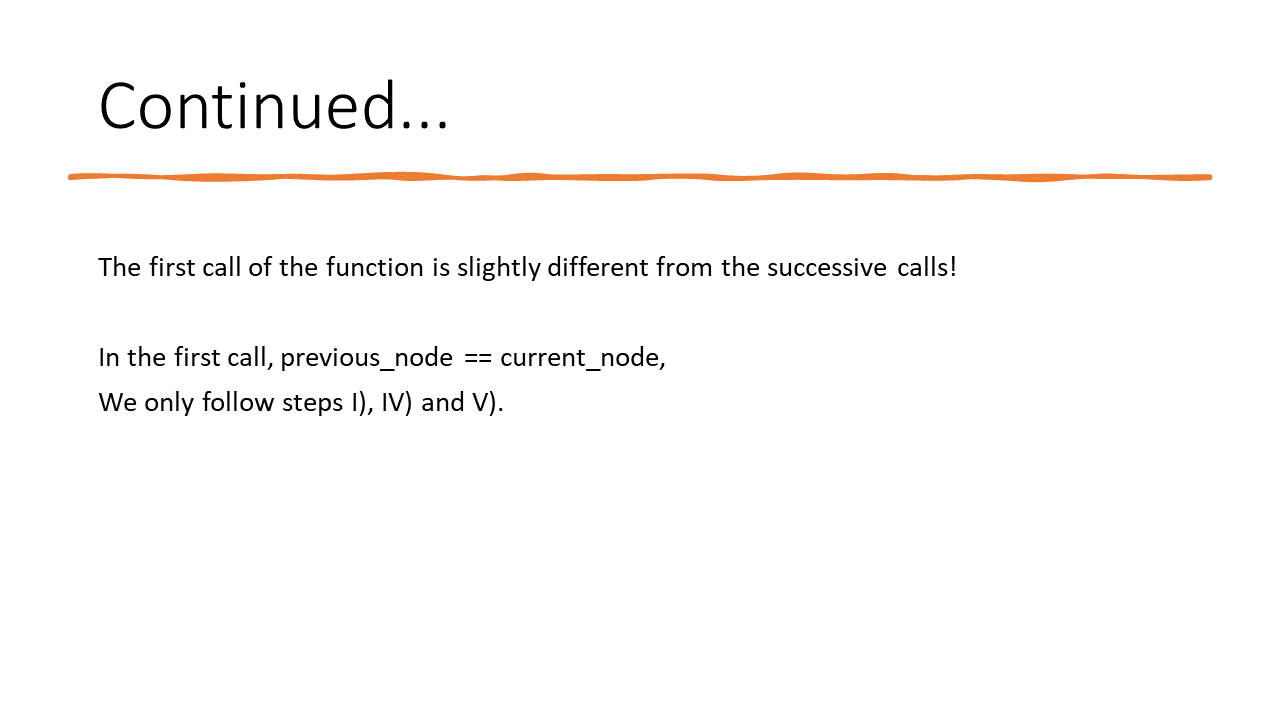 Continued...
The first call of the function is slightly different from the successive calls!
In the first call, previous_node == current_node,
We only follow steps I), IV) and V).